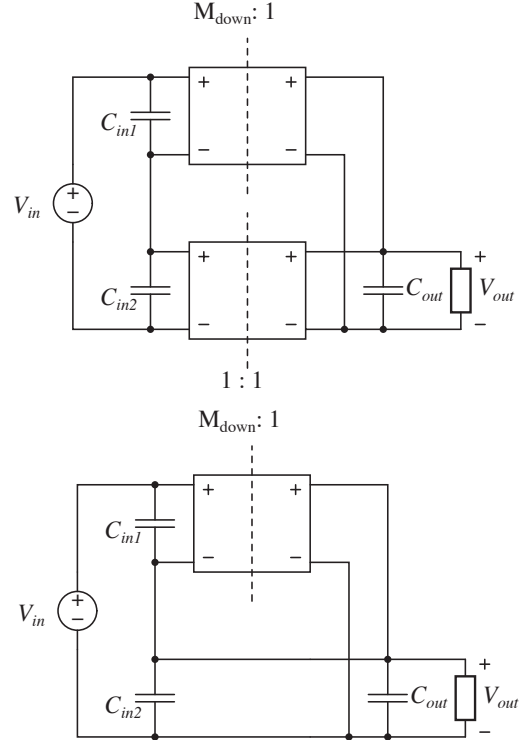 M_down: 1
+ +
C_in1
− −
+
V_in
−
+ +
+
C_in2
C_out
V_out
− −
−
1 : 1
M_down: 1
+ +
C_in1
− −
+
V_in
−
+
C_in2
C_out
V_out
−